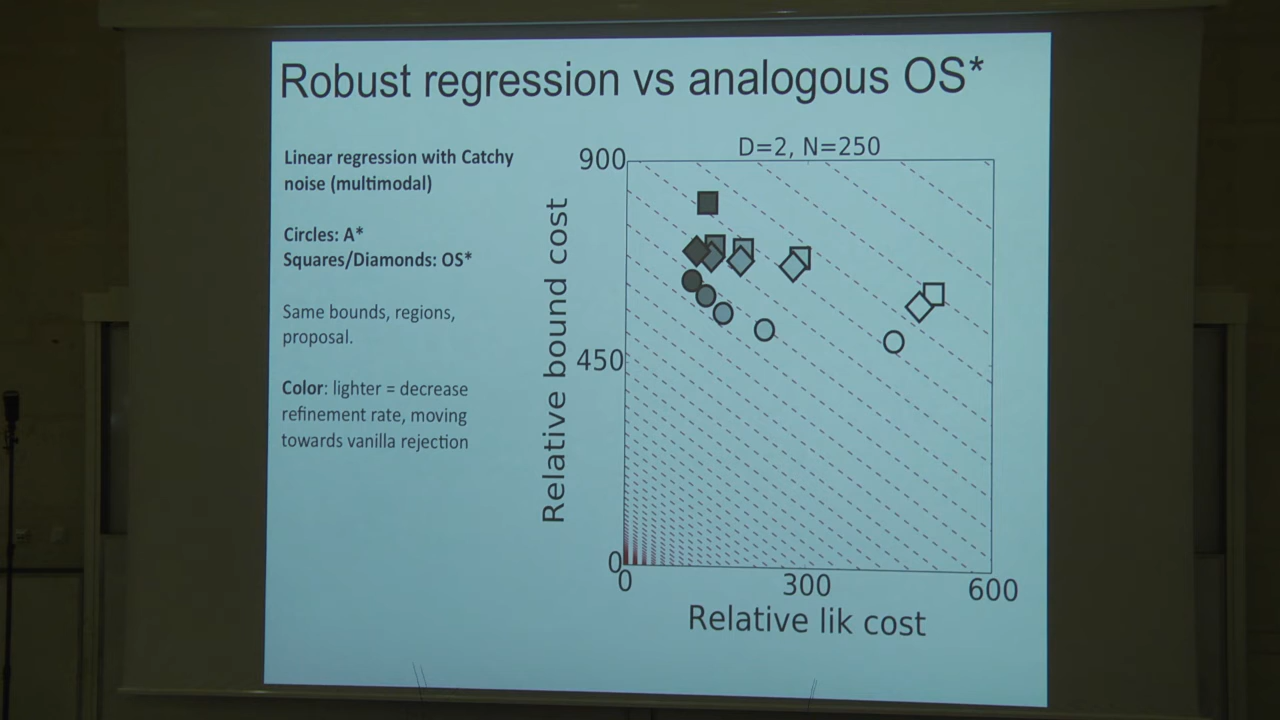 Robust regression vs analogous OS*
Linear regression with Catchy
noise (multimodal)
Circles: A*
Squares/Diamonds: OS*
Same bounds, regions,
proposal.
Color: lighter = decrease
refinement rate, moving
towards vanilla rejection
D=2, N=250
900
450
0
Relative bound cost
0
300
600
Relative lik cost